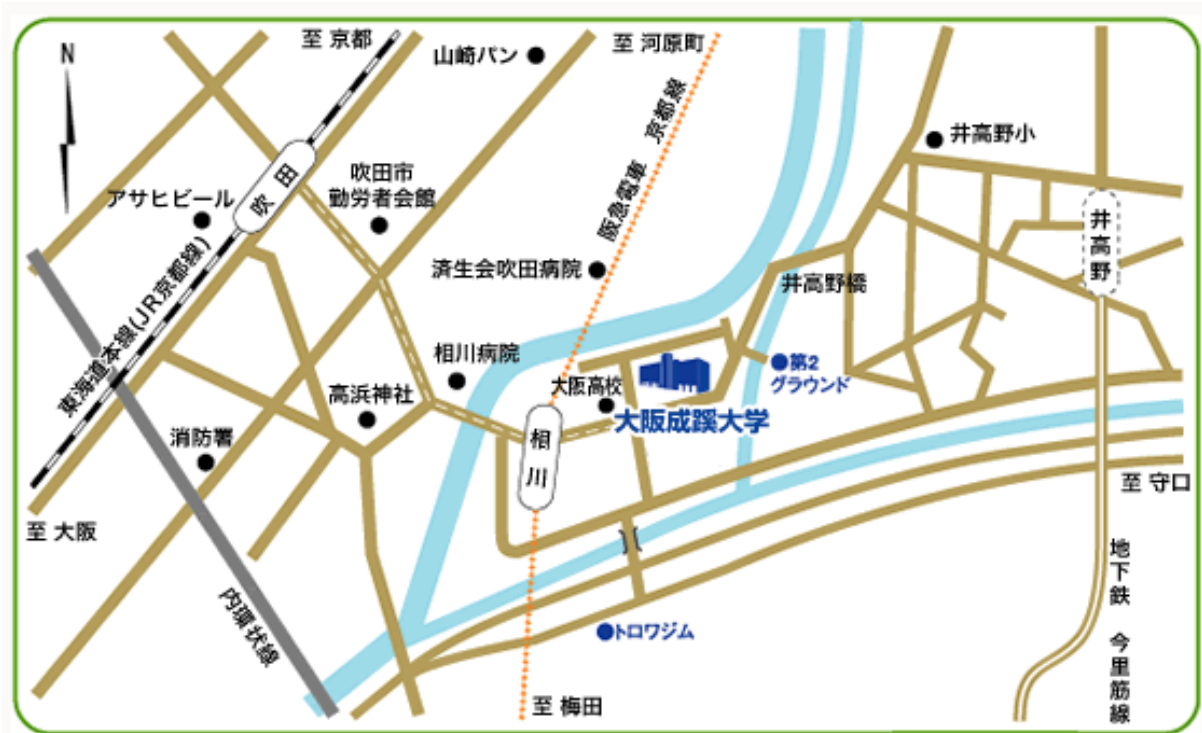 N
至 京都
山崎パン
至 河原町
阪急電車 京都線
井高野小
アサヒビール
吹田
吹田市
勤労者会館
井高野
東海道本線(JR京都線)
済生会吹田病院
井高野橋
相川病院
高浜神社
大阪高校
第2
グラウンド
大阪成蹊大学
消防署
相川
至 守口
至 大阪
内環状線
トロワジム
地下鉄 今里筋線
至 梅田